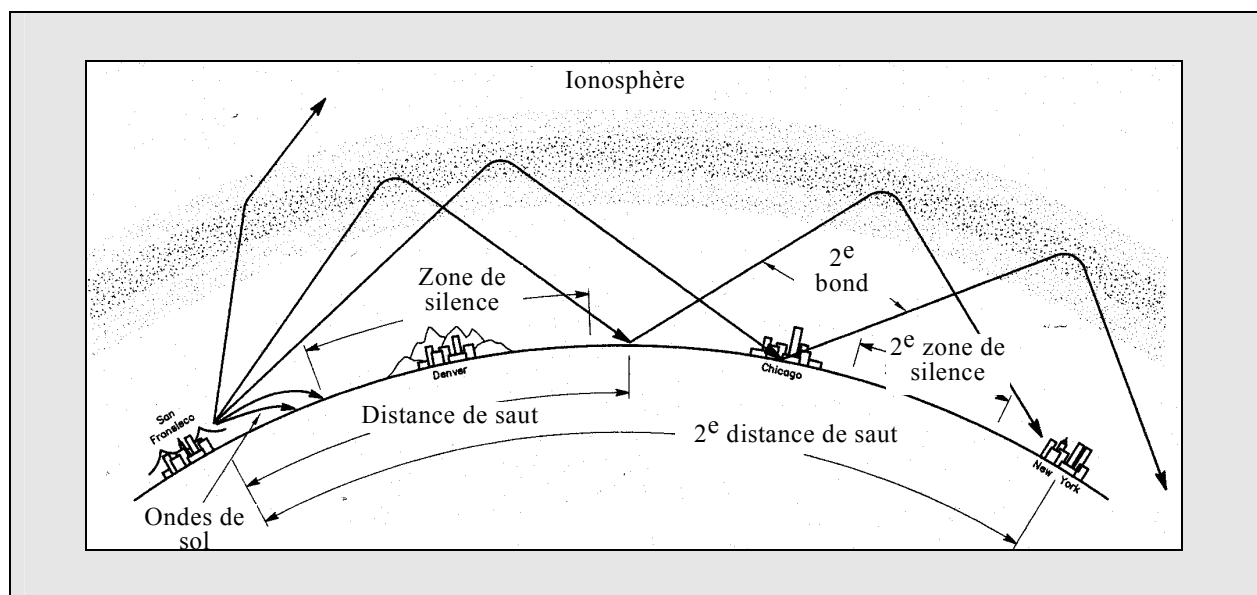 Ionosphère
Zone de
silence
2e
bond
Denver
Chicago
2e zone de
silence
San
Fransisco
Distance de saut
2e distance de saut
New York
Ondes de
sol